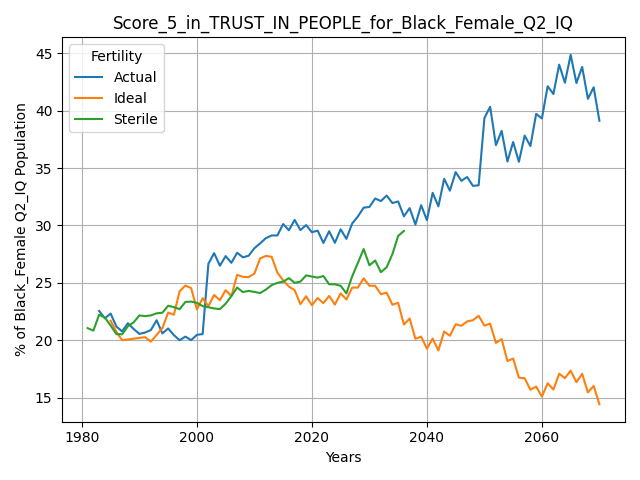 Score_5_in_TRUST_IN_PEOPLE_for_Black_Female_Q2_IQ
Fertility
Actual
Ideal
Sterile
% of Black_Female Q2_IQ Population
45
40
35
30
25
20
15
1980
2000
2020
2040
2060
Years